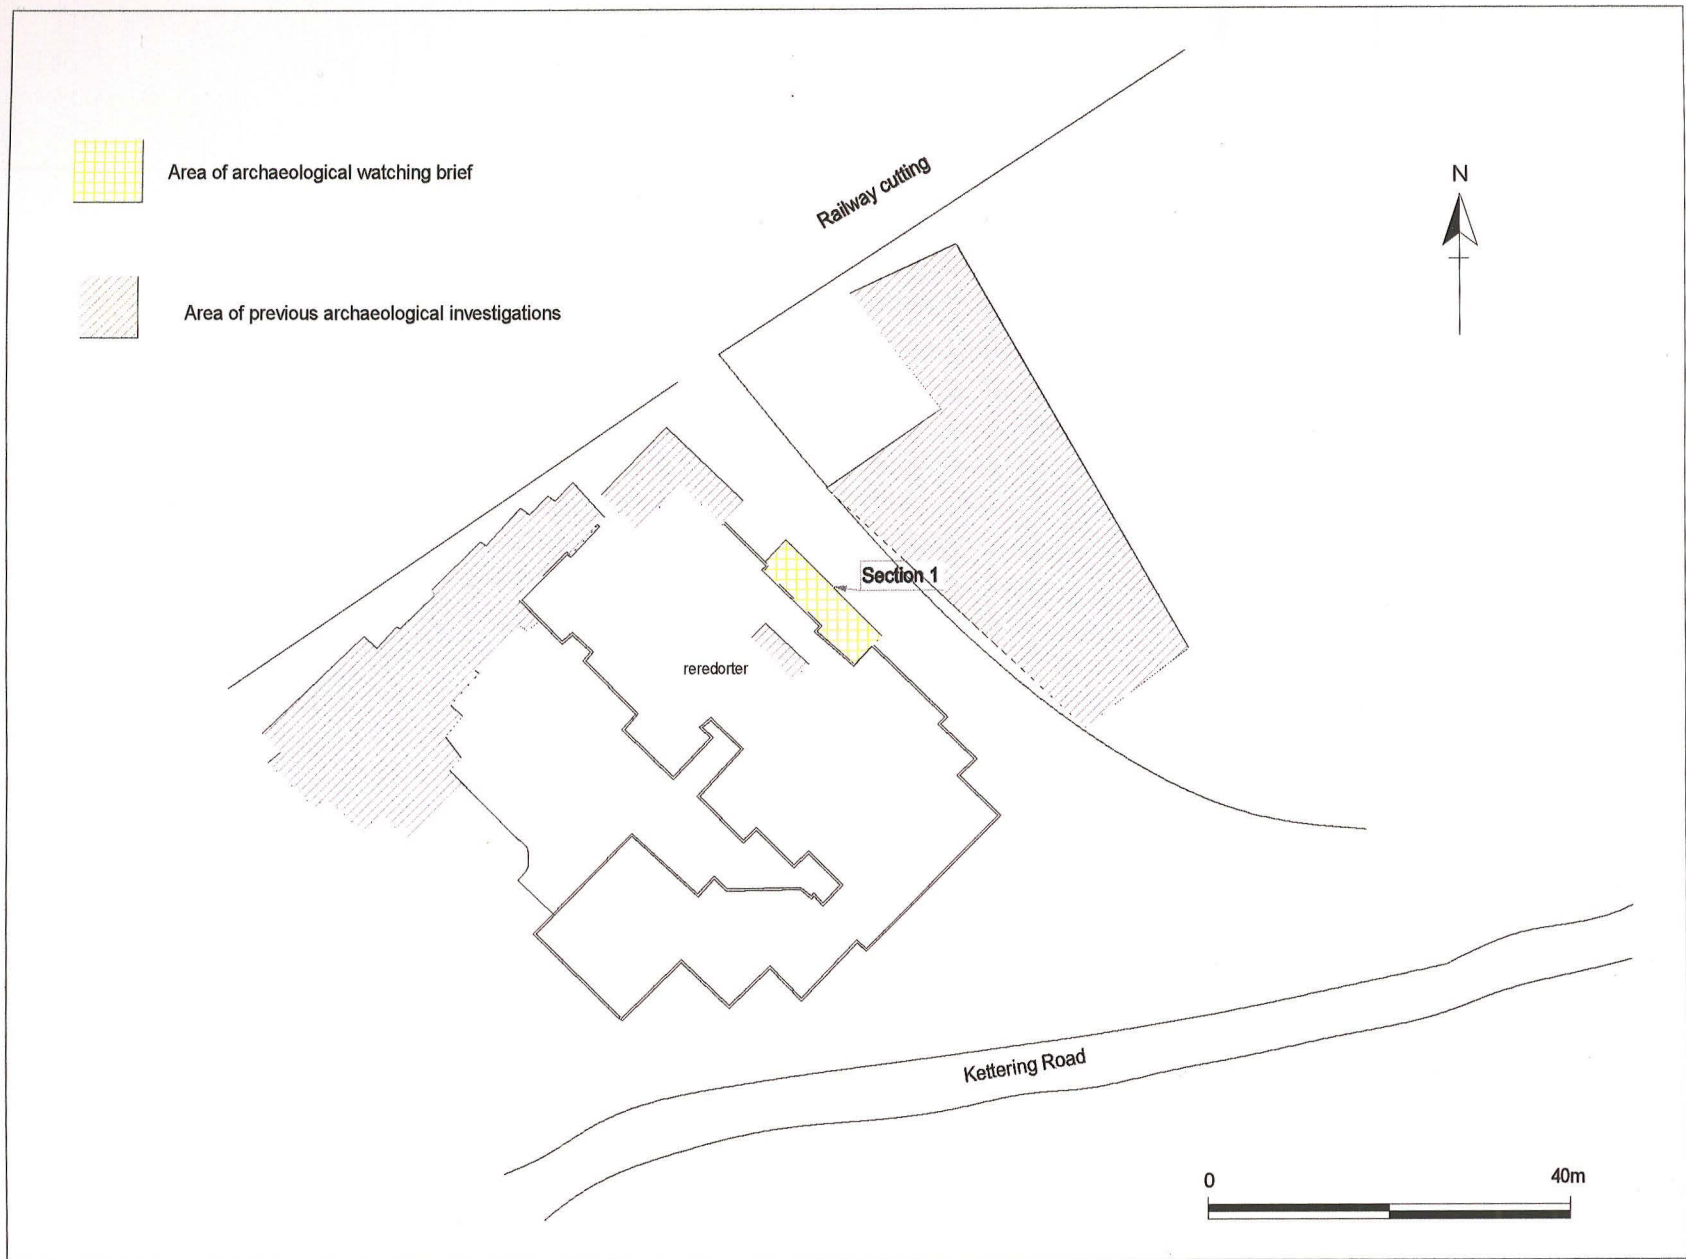 Area of archaeological watching brief
Area of previous archaeological investigations
Railway cutting
N
Section 1
reredorter
Kettering Road
0 40m